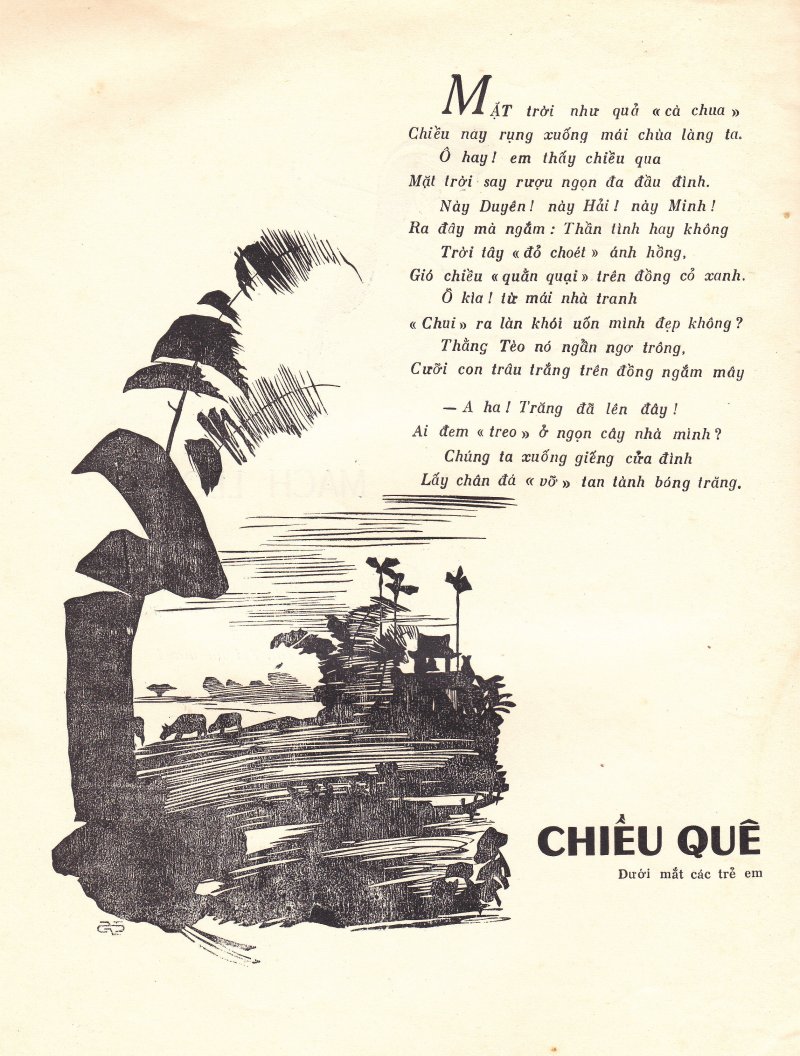 MẶT trời như quả « cà chua »
Chiều nay rụng xuống mái chùa làng ta.
Ô hay! em thấy chiều qua
Mặt trời say rượu ngọn đa đầu đình.
Này Duyên! này Hải! này Minh!
Ra đây mà ngắm : Thần tình hay không
Trời tây « đỏ choét » ánh hồng,
Gió chiều « quằn quại » trên đồng cỏ xanh.
Ô kìa! từ mái nhà tranh
« Chui » ra làn khói uốn mình đẹp không?
Thằng Tèo nó ngẩn ngơ trông,
Cưỡi con trâu trắng trên đồng ngắm mây
— A ha! Trăng đã lên đây!
Ai đem « treo » ở ngọn cây nhà mình?
Chúng ta xuống giếng cửa đình
Lấy chân đá « vỡ » tan tành bóng trăng.
CHIỀU QUÊ
Dưới mắt các trẻ em